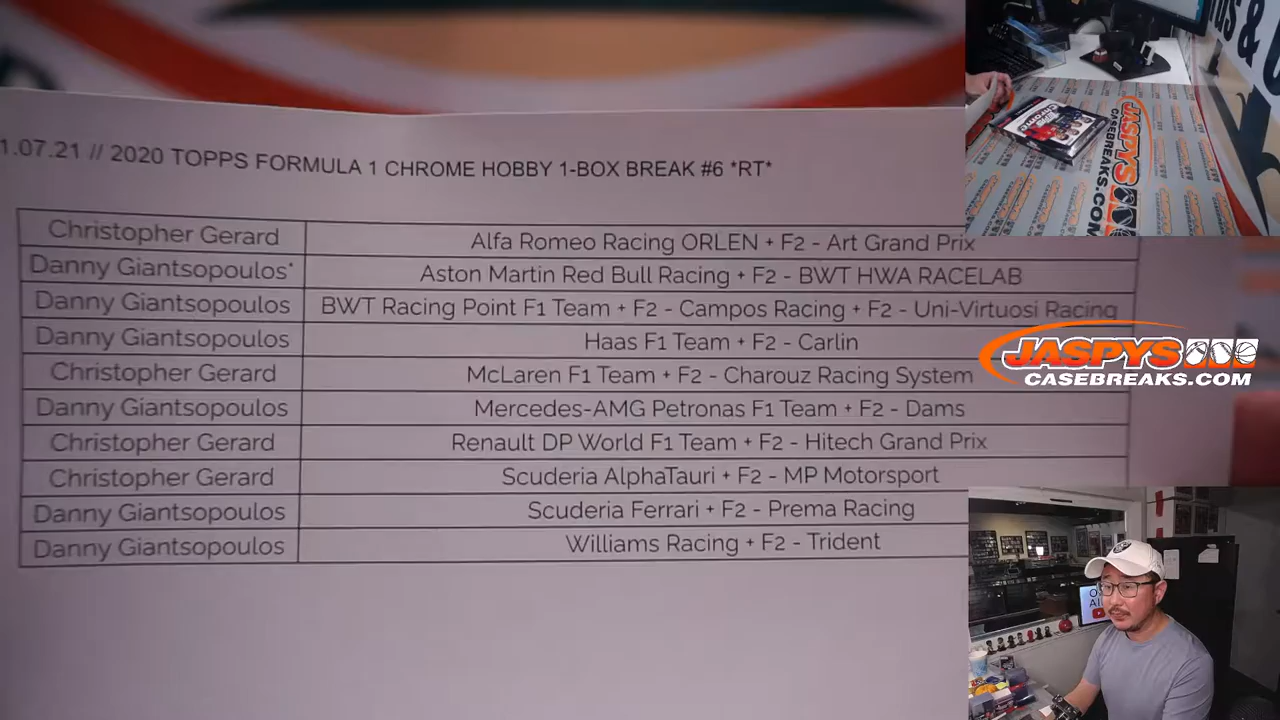 1.07.21 // 2020 TOPPS FORMULA 1 CHROME HOBBY 1-BOX BREAK #6 *RT*
Christopher Gerard Alfa Romeo Racing ORLEN + F2 - Art Grand Prix
Danny Giantsopoulos* Aston Martin Red Bull Racing + F2 - BWT HWA RACELAB
Danny Giantsopoulos BWT Racing Point F1 Team + F2 - Campos Racing + F2 - Uni-Virtuosi Racing
Danny Giantsopoulos Haas F1 Team + F2 - Carlin
Christopher Gerard McLaren F1 Team + F2 - Charouz Racing System
Danny Giantsopoulos Mercedes-AMG Petronas F1 Team + F2 - Dams
Christopher Gerard Renault DP World F1 Team + F2 - Hitech Grand Prix
Christopher Gerard Scuderia AlphaTauri + F2 - MP Motorsport
Danny Giantsopoulos Scuderia Ferrari + F2 - Prema Racing
Danny Giantsopoulos Williams Racing + F2 - Trident
JASPYS
CASEBREAKS.COM
JASPYS
CASEBREAKS.COM
Chrome